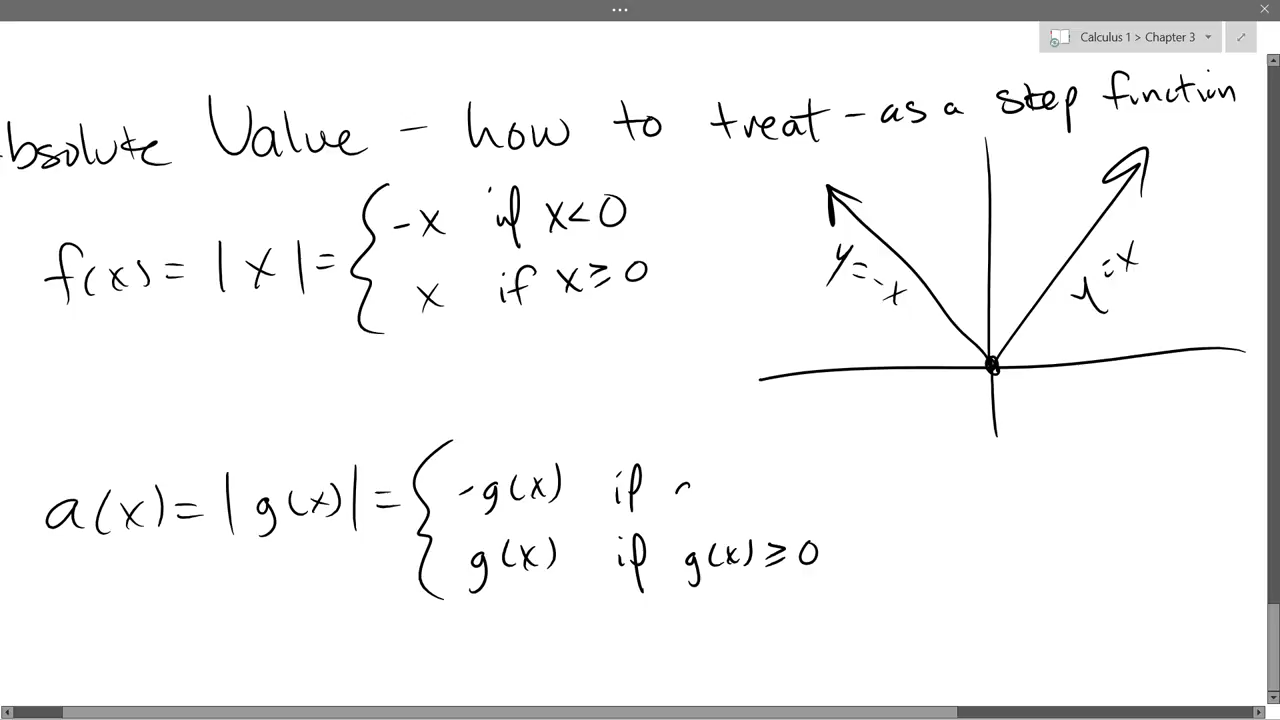 Calculus 1 > Chapter 3
bsolute Value - how to treat - as a step function
f(x) = |x| = { -x if x < 0
x if x ≥ 0
y = -x
y = x
a(x) = |g(x)| = { -g(x) if
g(x) if g(x) ≥ 0